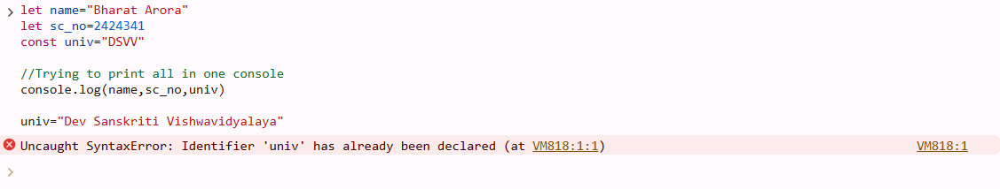 let name="Bharat Arora"
let sc_no=2424341
const univ="DSVV"
//Trying to print all in one console
console.log(name,sc_no,univ)
univ="Dev Sanskriti Vishwavidyalaya"
Uncaught SyntaxError: Identifier 'univ' has already been declared (at VM818:1:1) VM818:1